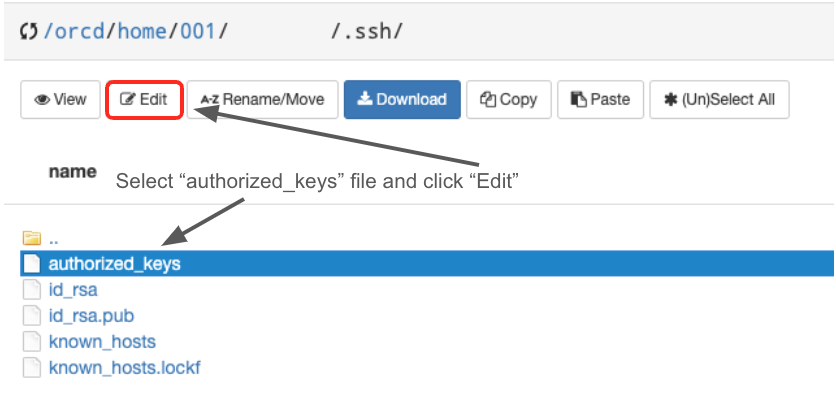 /orcd/home/001/ /.ssh/
View Edit A-Z Rename/Move Download Copy Paste (Un)Select All
name
Select “authorized_keys” file and click “Edit”
..
authorized_keys
id_rsa
id_rsa.pub
known_hosts
known_hosts.lockf